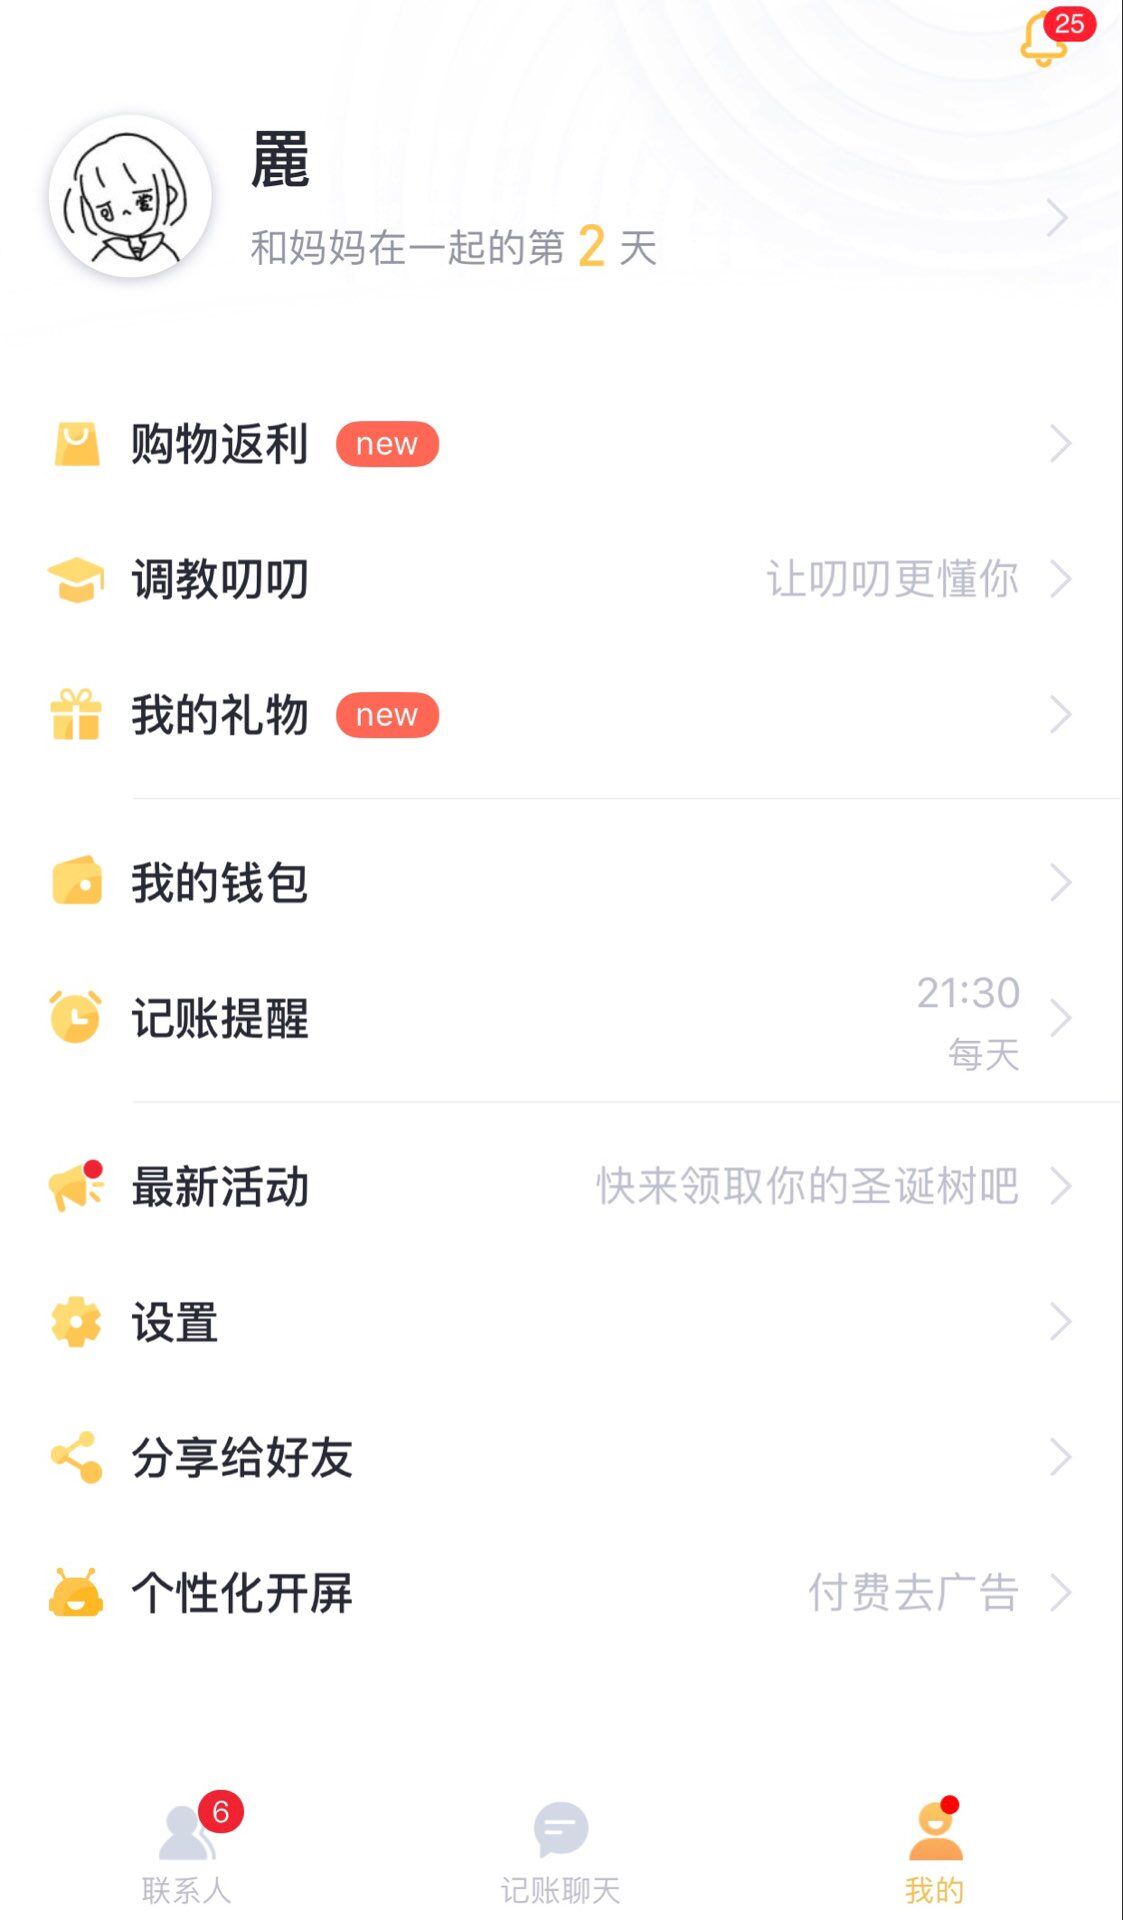 25
麗
和妈妈在一起的第 2 天
购物返利 new
调教叨叨 让叨叨更懂你
我的礼物 new
我的钱包
记账提醒 21:30
每天
最新活动 快来领取你的圣诞树吧
设置
分享给好友
个性化开屏 付费去广告
6
联系人 记账聊天 我的